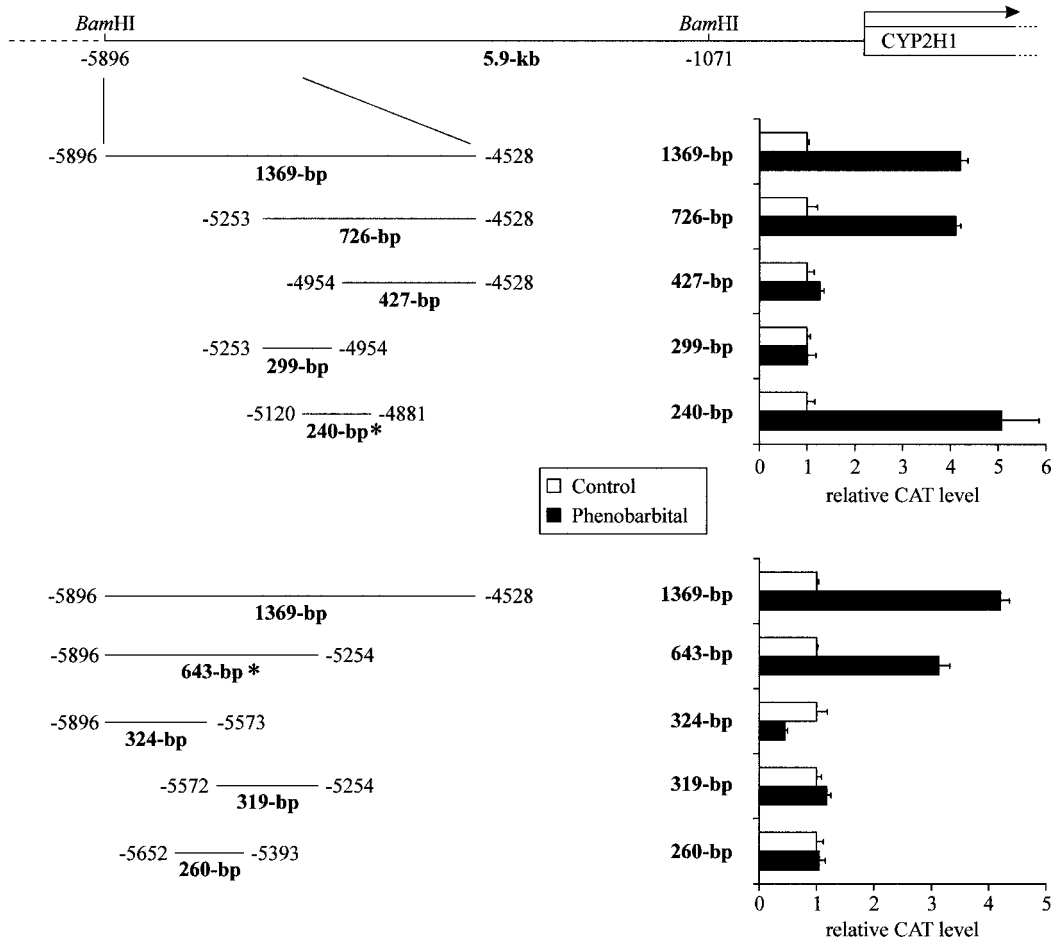 BamHI BamHI
CYP2H1
-5896 5.9-kb -1071
-5896 -4528 1369-bp
1369-bp
-5253 -4528 726-bp
726-bp
-4954 -4528 427-bp
427-bp
-5253 -4954 299-bp
299-bp
-5120 -4881 240-bp
240-bp*
0 1 2 3 4 5 6
relative CAT level
Control
Phenobarbital
-5896 -4528 1369-bp
1369-bp
-5896 -5254 643-bp
643-bp*
-5896 -5573 324-bp
324-bp
-5572 -5254 319-bp
319-bp
-5652 -5393 260-bp
260-bp
0 1 2 3 4 5
relative CAT level